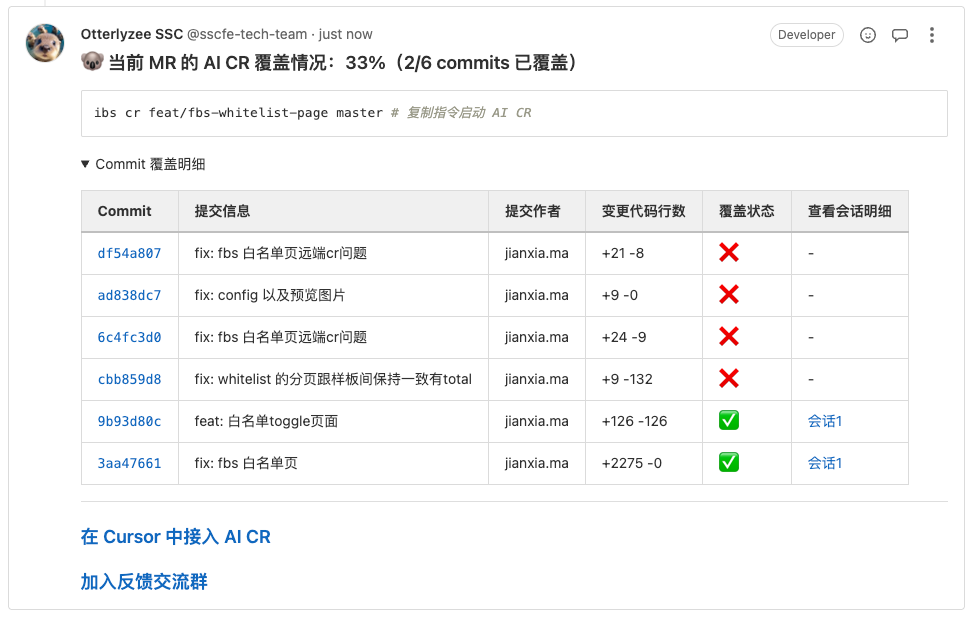 Otterlyzee SSC @sscfe-tech-team · just now
Developer
当前 MR 的 AI CR 覆盖情况：33%（2/6 commits 已覆盖）
ibs cr feat/fbs-whitelist-page master # 复制指令启动 AI CR
▼ Commit 覆盖明细
Commit 提交信息 提交作者 变更代码行数 覆盖状态 查看会话明细
df54a807 fix: fbs 白名单页远端cr问题 jianxia.ma +21 -8 ❌ -
ad838dc7 fix: config 以及预览图片 jianxia.ma +9 -0 ❌ -
6c4fc3d0 fix: fbs 白名单页远端cr问题 jianxia.ma +24 -9 ❌ -
cbb859d8 fix: whitelist 的分页跟样板间保持一致有total jianxia.ma +9 -132 ❌ -
9b93d80c feat: 白名单toggle页面 jianxia.ma +126 -126 ✅ 会话1
3aa47661 fix: fbs 白名单页 jianxia.ma +2275 -0 ✅ 会话1
在 Cursor 中接入 AI CR
加入反馈交流群